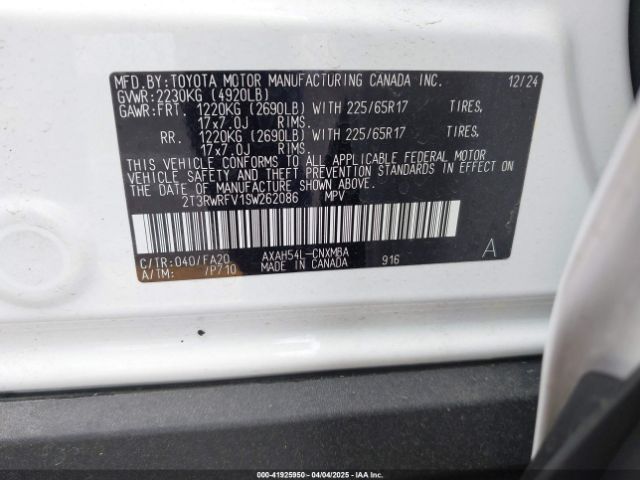 MFD.BY:TOYOTA MOTOR MANUFACTURING CANADA INC. 12/24
GVWR:2230KG (4920LB)
GAWR:FRT. 1220KG (2690LB) WITH 225/65R17 TIRES,
17x7.0J RIMS.
RR. 1220KG (2690LB) WITH 225/65R17 TIRES,
17x7.0J RIMS.
THIS VEHICLE CONFORMS TO ALL APPLICABLE FEDERAL MOTOR
VEHICLE SAFETY AND THEFT PREVENTION STANDARDS IN EFFECT ON
THE DATE OF MANUFACTURE SHOWN ABOVE.
2T3RWRFV1SW262086 MPV
C/TR:040/FA20 AXAH54L-CNXMBA A
A/TM: /P710 MADE IN CANADA 916
000-41925950 - 04/04/2025 - IAAI.COM